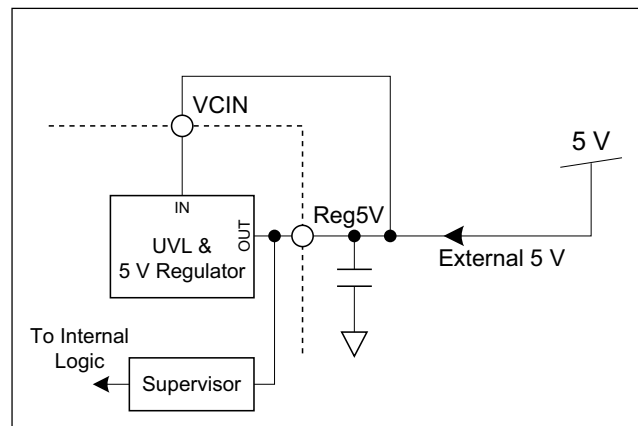 VCIN
5 V
IN
UVL &
5 V Regulator
OUT
Reg5V
External 5 V
To Internal
Logic
Supervisor